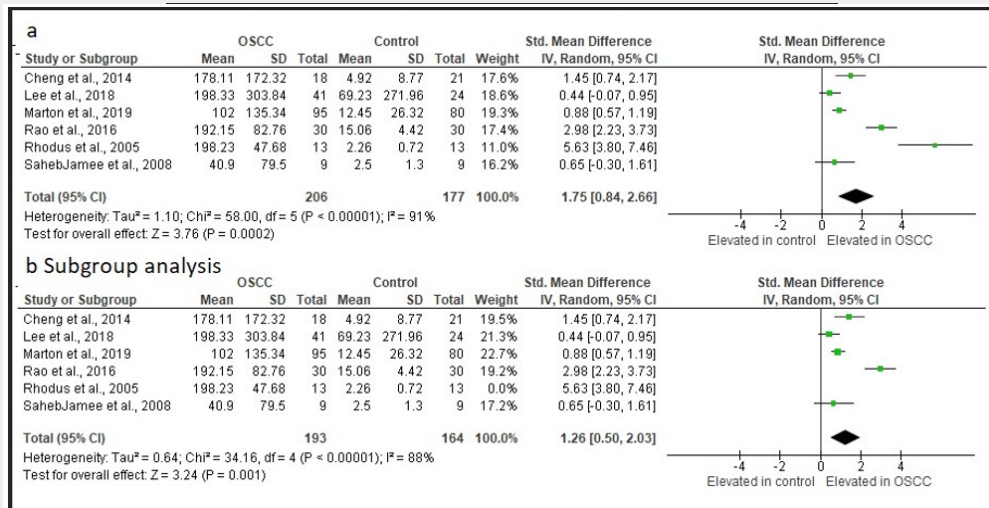 a
OSCC Control Std. Mean Difference Std. Mean Difference
Study or Subgroup Mean SD Total Mean SD Total Weight IV, Random, 95% CI IV, Random, 95% CI
Cheng et al., 2014 178.11 172.32 18 4.92 8.77 21 17.6% 1.45 [0.74, 2.17]
Lee et al., 2018 198.33 303.84 41 69.23 271.96 24 18.6% 0.44 [-0.07, 0.95]
Marton et al., 2019 102 135.34 95 12.45 26.32 80 19.3% 0.88 [0.57, 1.19]
Rao et al., 2016 192.15 82.76 30 15.06 4.42 30 17.4% 2.98 [2.23, 3.73]
Rhodus et al., 2005 198.23 47.68 13 2.26 0.72 13 11.0% 5.63 [3.80, 7.46]
SahebJamee et al., 2008 40.9 79.5 9 2.5 1.3 9 16.2% 0.65 [-0.30, 1.61]
Total (95% CI) 206 177 100.0% 1.75 [0.84, 2.66]
Heterogeneity: Tau² = 1.10; Chi² = 58.00, df = 5 (P < 0.00001); I² = 91%
Test for overall effect: Z = 3.76 (P = 0.0002)
-4 -2 0 2 4
Elevated in control Elevated in OSCC
b Subgroup analysis
OSCC Control Std. Mean Difference Std. Mean Difference
Study or Subgroup Mean SD Total Mean SD Total Weight IV, Random, 95% CI IV, Random, 95% CI
Cheng et al., 2014 178.11 172.32 18 4.92 8.77 21 19.5% 1.45 [0.74, 2.17]
Lee et al., 2018 198.33 303.84 41 69.23 271.96 24 21.3% 0.44 [-0.07, 0.95]
Marton et al., 2019 102 135.34 95 12.45 26.32 80 22.7% 0.88 [0.57, 1.19]
Rao et al., 2016 192.15 82.76 30 15.06 4.42 30 19.2% 2.98 [2.23, 3.73]
Rhodus et al., 2005 198.23 47.68 13 2.26 0.72 13 0.0% 5.63 [3.80, 7.46]
SahebJamee et al., 2008 40.9 79.5 9 2.5 1.3 9 17.2% 0.65 [-0.30, 1.61]
Total (95% CI) 193 164 100.0% 1.26 [0.50, 2.03]
Heterogeneity: Tau² = 0.64; Chi² = 34.16, df = 4 (P < 0.00001); I² = 88%
Test for overall effect: Z = 3.24 (P = 0.001)
-4 -2 0 2 4
Elevated in control Elevated in OSCC